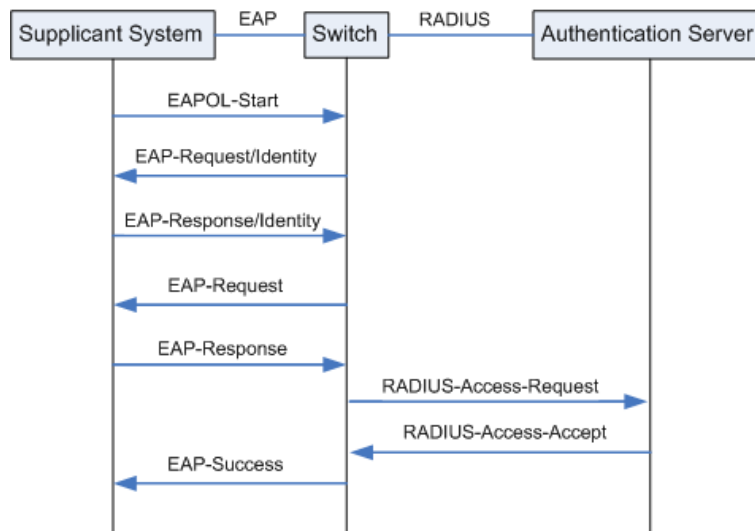 Supplicant System
EAP
Switch
RADIUS
Authentication Server
EAPOL-Start
EAP-Request/Identity
EAP-Response/Identity
EAP-Request
EAP-Response
RADIUS-Access-Request
RADIUS-Access-Accept
EAP-Success